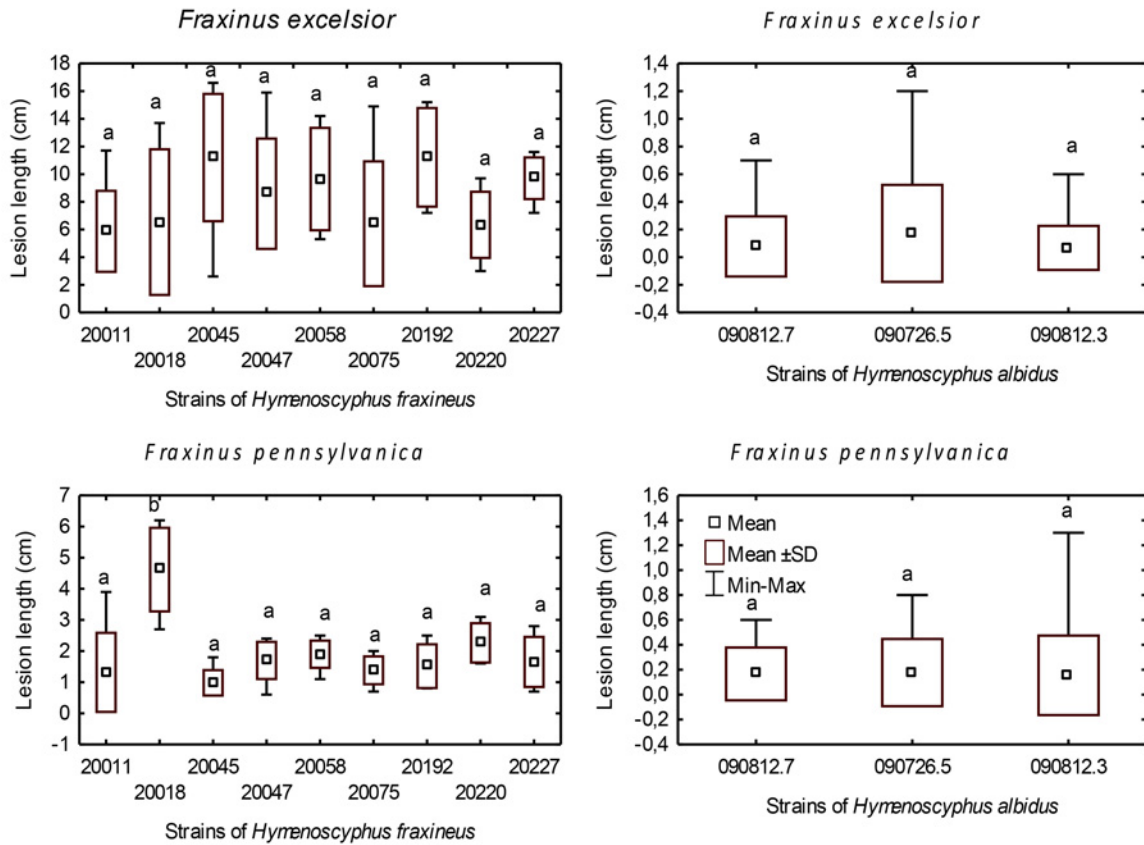 Fraxinus excelsior
18
16
14
12
10
8
6
4
2
0
Lesion length (cm)
a a a a a a a a a
20011 20045 20058 20192 20227
20018 20047 20075 20220
Strains of Hymenoscyphus fraxineus
Fraxinus excelsior
1,4
1,2
1,0
0,8
0,6
0,4
0,2
0,0
-0,2
-0,4
Lesion length (cm)
a a a
090812.7 090726.5 090812.3
Strains of Hymenoscyphus albidus
Fraxinus pennsylvanica
7
6
5
4
3
2
1
0
-1
Lesion length (cm)
a b a a a a a a a
20011 20045 20058 20192 20227
20018 20047 20075 20220
Strains of Hymenoscyphus fraxineus
Fraxinus pennsylvanica
1,6
1,4
1,2
1,0
0,8
0,6
0,4
0,2
0,0
-0,2
-0,4
Lesion length (cm)
Mean
Mean ±SD
Min-Max
a a a
090812.7 090726.5 090812.3
Strains of Hymenoscyphus albidus